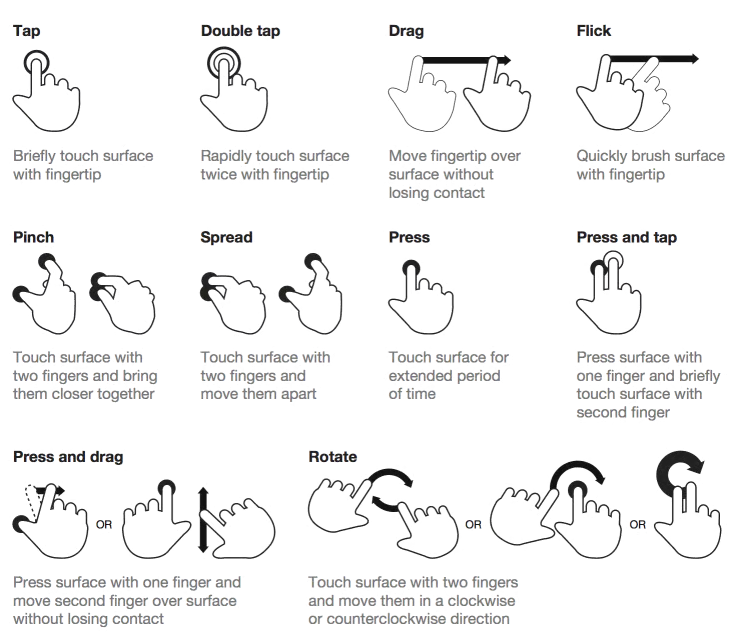 Tap
Briefly touch surface
with fingertip
Double tap
Rapidly touch surface
twice with fingertip
Drag
Move fingertip over
surface without
losing contact
Flick
Quickly brush surface
with fingertip
Pinch
Touch surface with
two fingers and bring
them closer together
Spread
Touch surface with
two fingers and
move them apart
Press
Touch surface for
extended period
of time
Press and tap
Press surface with
one finger and briefly
touch surface with
second finger
Press and drag
OR
Press surface with one finger and
move second finger over surface
without losing contact
Rotate
OR
OR
Touch surface with two fingers
and move them in a clockwise
or counterclockwise direction